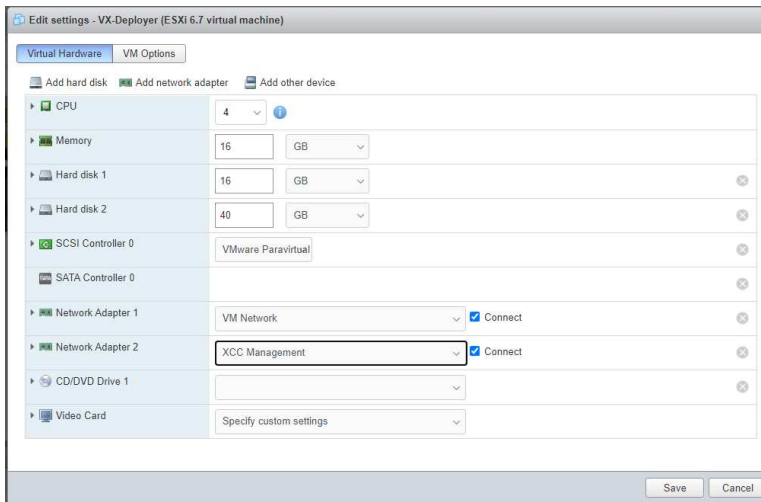 Edit settings - VX-Deployer (ESXi 6.7 virtual machine)
Virtual Hardware VM Options
Add hard disk Add network adapter Add other device
CPU 4
Memory 16 GB
Hard disk 1 16 GB
Hard disk 2 40 GB
SCSI Controller 0 VMware Paravirtual
SATA Controller 0
Network Adapter 1 VM Network Connect
Network Adapter 2 XCC Management Connect
CD/DVD Drive 1
Video Card Specify custom settings
Save Cancel